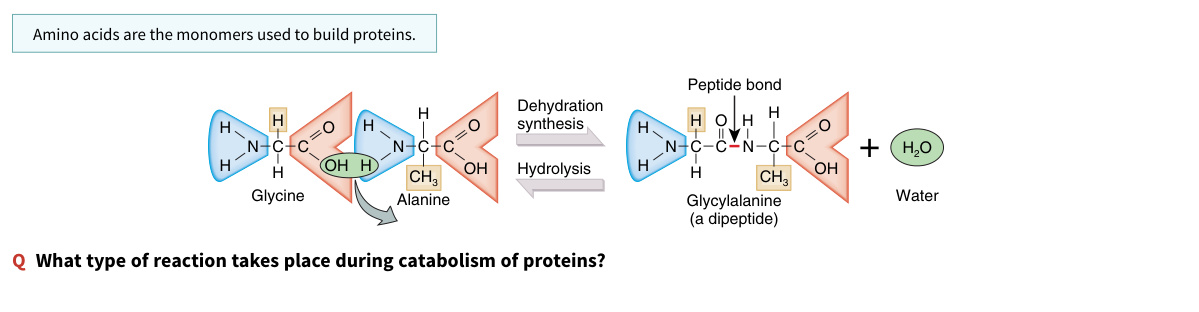 Amino acids are the monomers used to build proteins.
Peptide bond
H H O H N C C OH H Glycine
H H N C C O OH CH₃ Alanine
Dehydration
synthesis
Hydrolysis
H H O H H O
H N C C N C C OH
H CH₃
Glycylalanine
(a dipeptide)
+
H₂O
Water
Q What type of reaction takes place during catabolism of proteins?